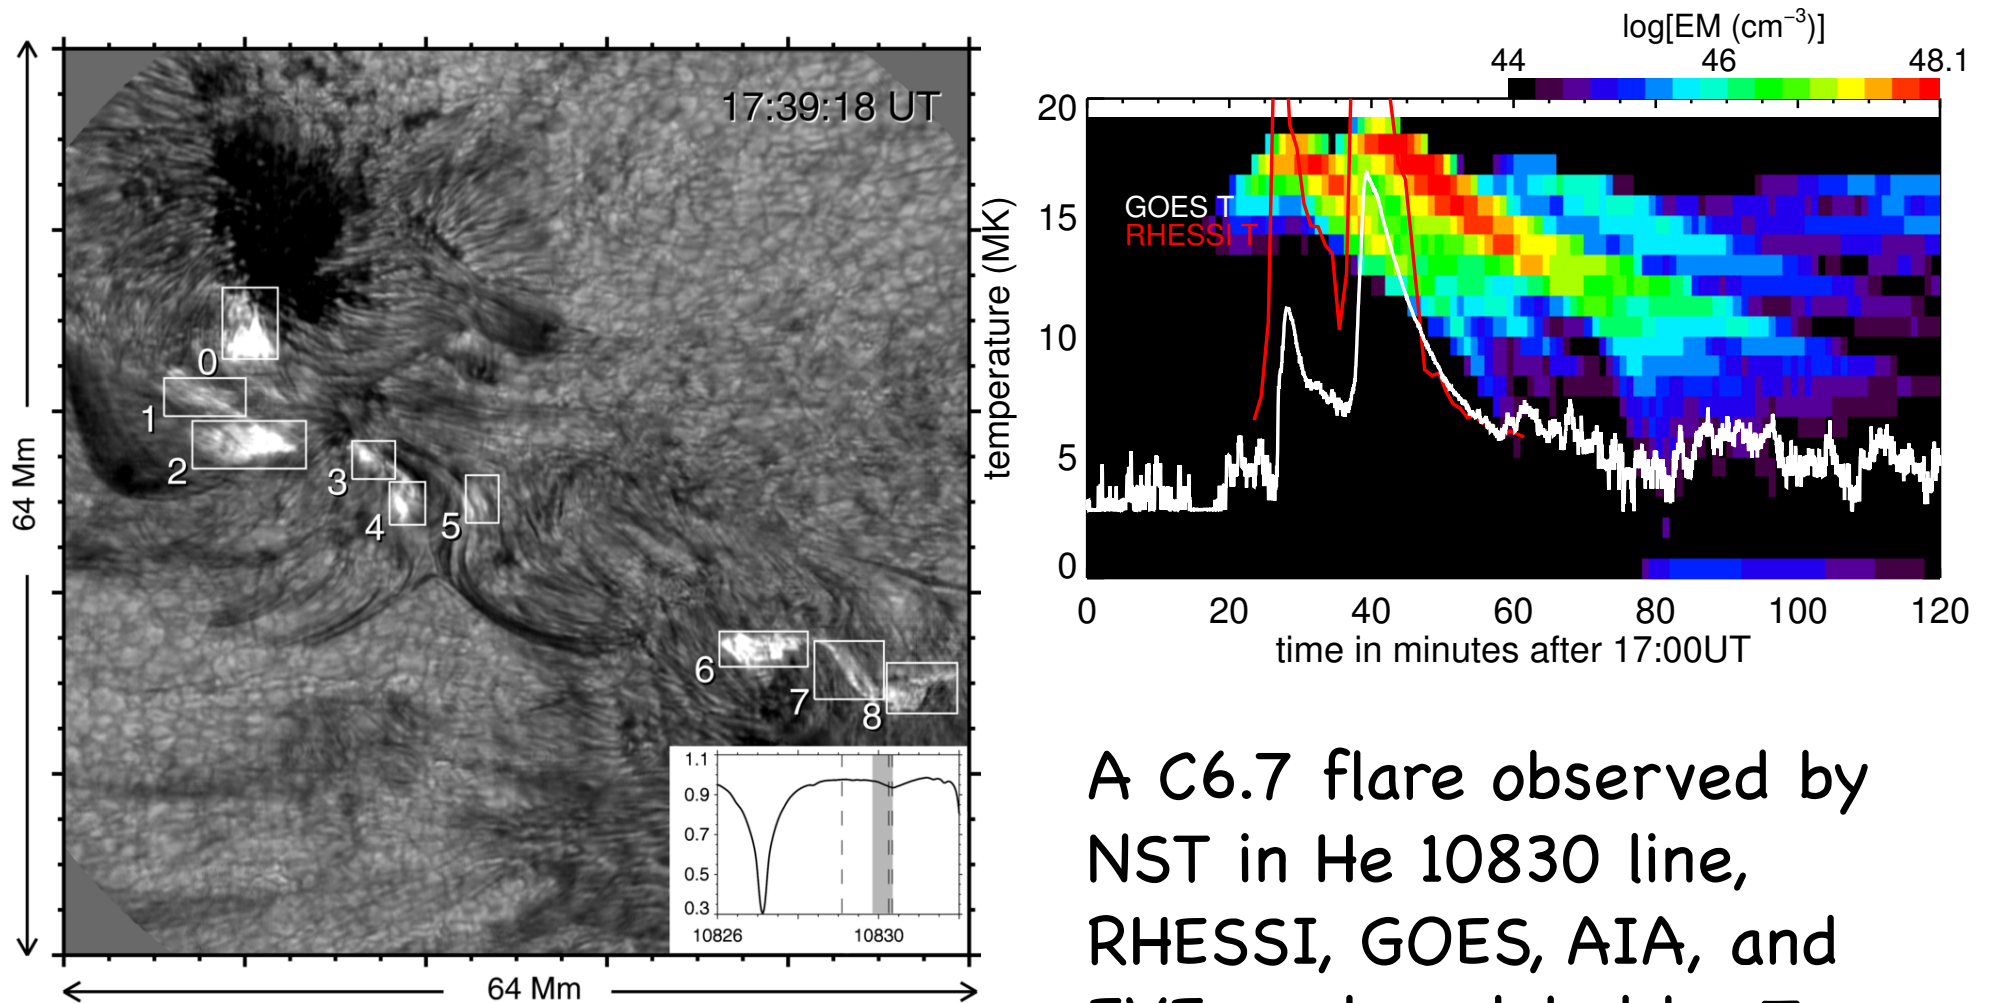 17:39:18 UT
0
1
2
3
4
5
6
7
8
64 Mm
64 Mm
1.1
0.9
0.7
0.5
0.3
10826 10830
log[EM (cm⁻³)]
44 46 48.1
20
15
10
5
0
temperature (MK)
GOES T
RHESSI T
0 20 40 60 80 100 120
time in minutes after 17:00UT
A C6.7 flare observed by
NST in He 10830 line,
RHESSI, GOES, AIA, and